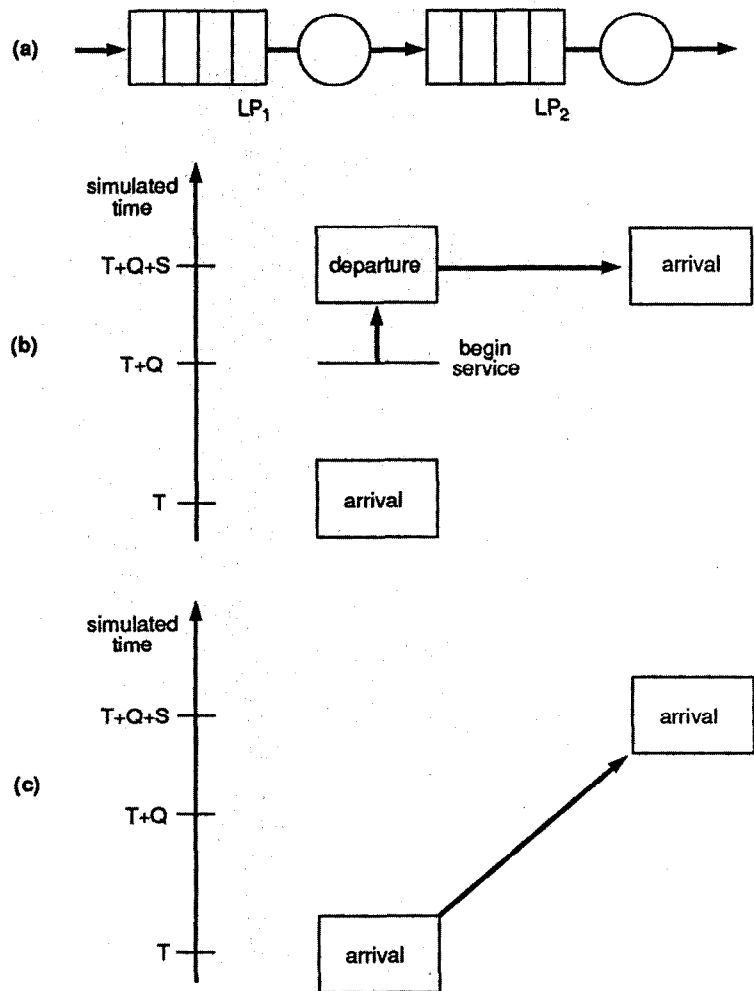 (a)
LP1
LP2
simulated
time
T+Q+S
departure
arrival
(b)
T+Q
begin
service
T
arrival
simulated
time
T+Q+S
arrival
(c)
T+Q
T
arrival